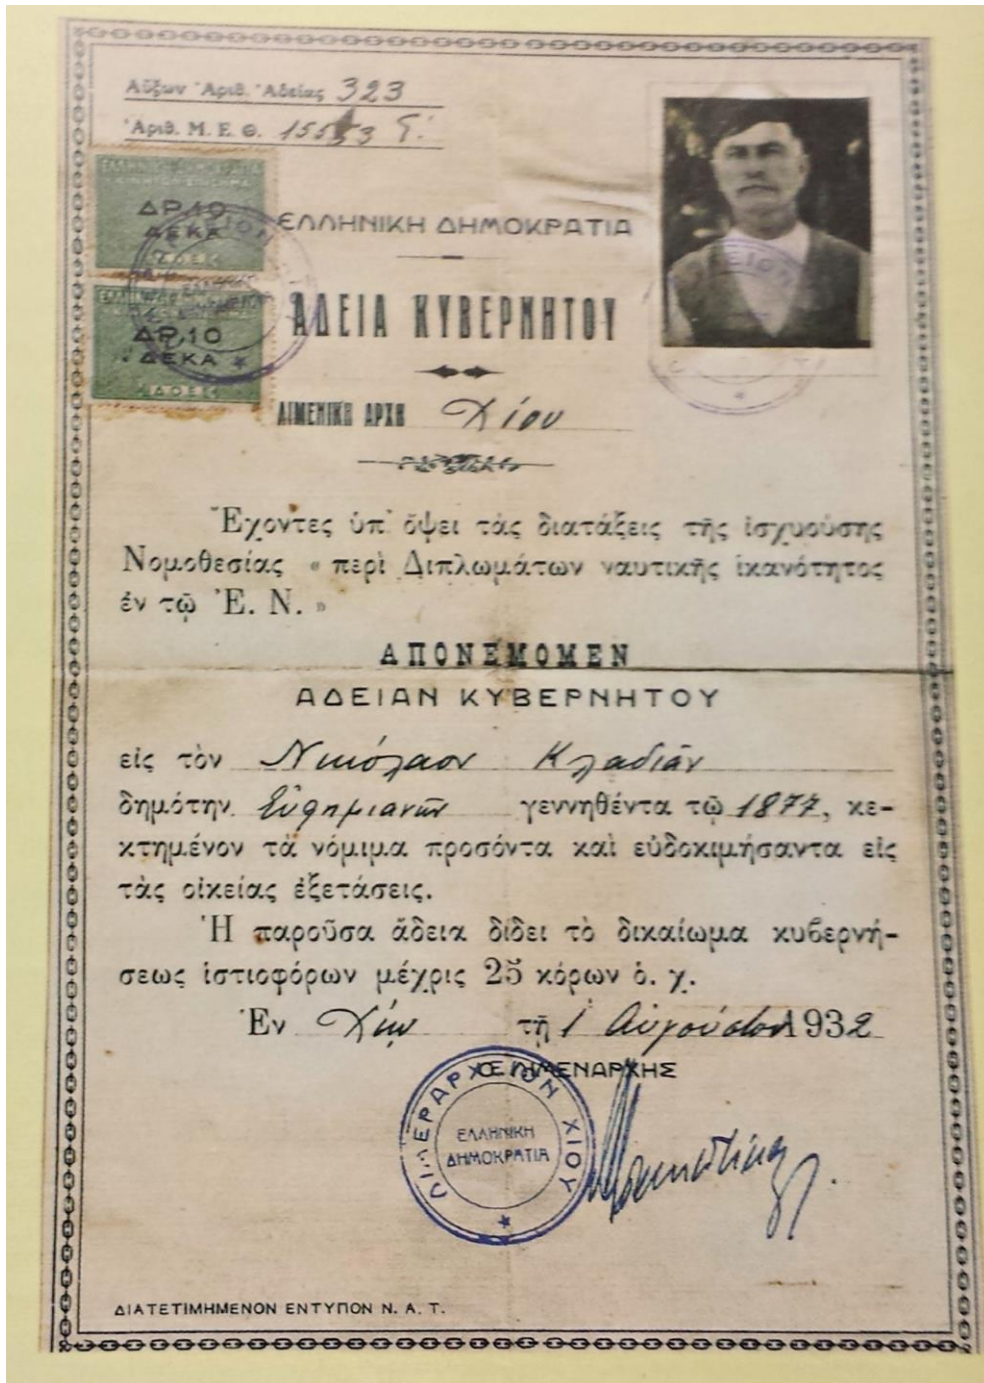 Αὔξων Ἀριθ. Ἀδείας 323
Ἀριθ. Μ. Ε. Θ.
ΔΡ.10
ΔΕΚΑ
ΔΡ.10
ΔΕΚΑ
ΕΛΛΗΝΙΚΗ ΔΗΜΟΚΡΑΤΙΑ
ΑΔΕΙΑ ΚΥΒΕΡΝΗΤΟΥ
ΛΙΜΕΝΙΚΗ ΑΡΧΗ Χίου
Ἔχοντες ὑπ' ὄψει τὰς διατάξεις τῆς ἰσχυούσης
Νομοθεσίας « περὶ Διπλωμάτων ναυτικῆς ἱκανότητος
ἐν τῷ Ἐ. Ν. »
ΑΠΟΝΕΜΟΜΕΝ
ΑΔΕΙΑΝ ΚΥΒΕΡΝΗΤΟΥ
εἰς τὸν Νικόλαον Κλαδιᾶν
δημότην Εὐθημιανῶν γεννηθέντα τῷ 1877, κε-
κτημένον τὰ νόμιμα προσόντα καὶ εὐδοκιμήσαντα εἰς
τὰς οἰκείας ἐξετάσεις.
Ἡ παροῦσα ἄδεια δίδει τὸ δικαίωμα κυβερνή-
σεως ἱστιοφόρων μέχρις 25 κόρων ὁ. χ.
Ἐν Χίῳ τῇ 1 Αὐγούστου 1932
Ο ΛΙΜΕΝΑΡΧΗΣ
ΛΙΜΕΝΑΡΧΕΙΟΝ ΧΙΟΥ
ΕΛΛΗΝΙΚΗ
ΔΗΜΟΚΡΑΤΙΑ
ΔΙΑΤΕΤΙΜΗΜΕΝΟΝ ΕΝΤΥΠΟΝ Ν. Α. Τ.